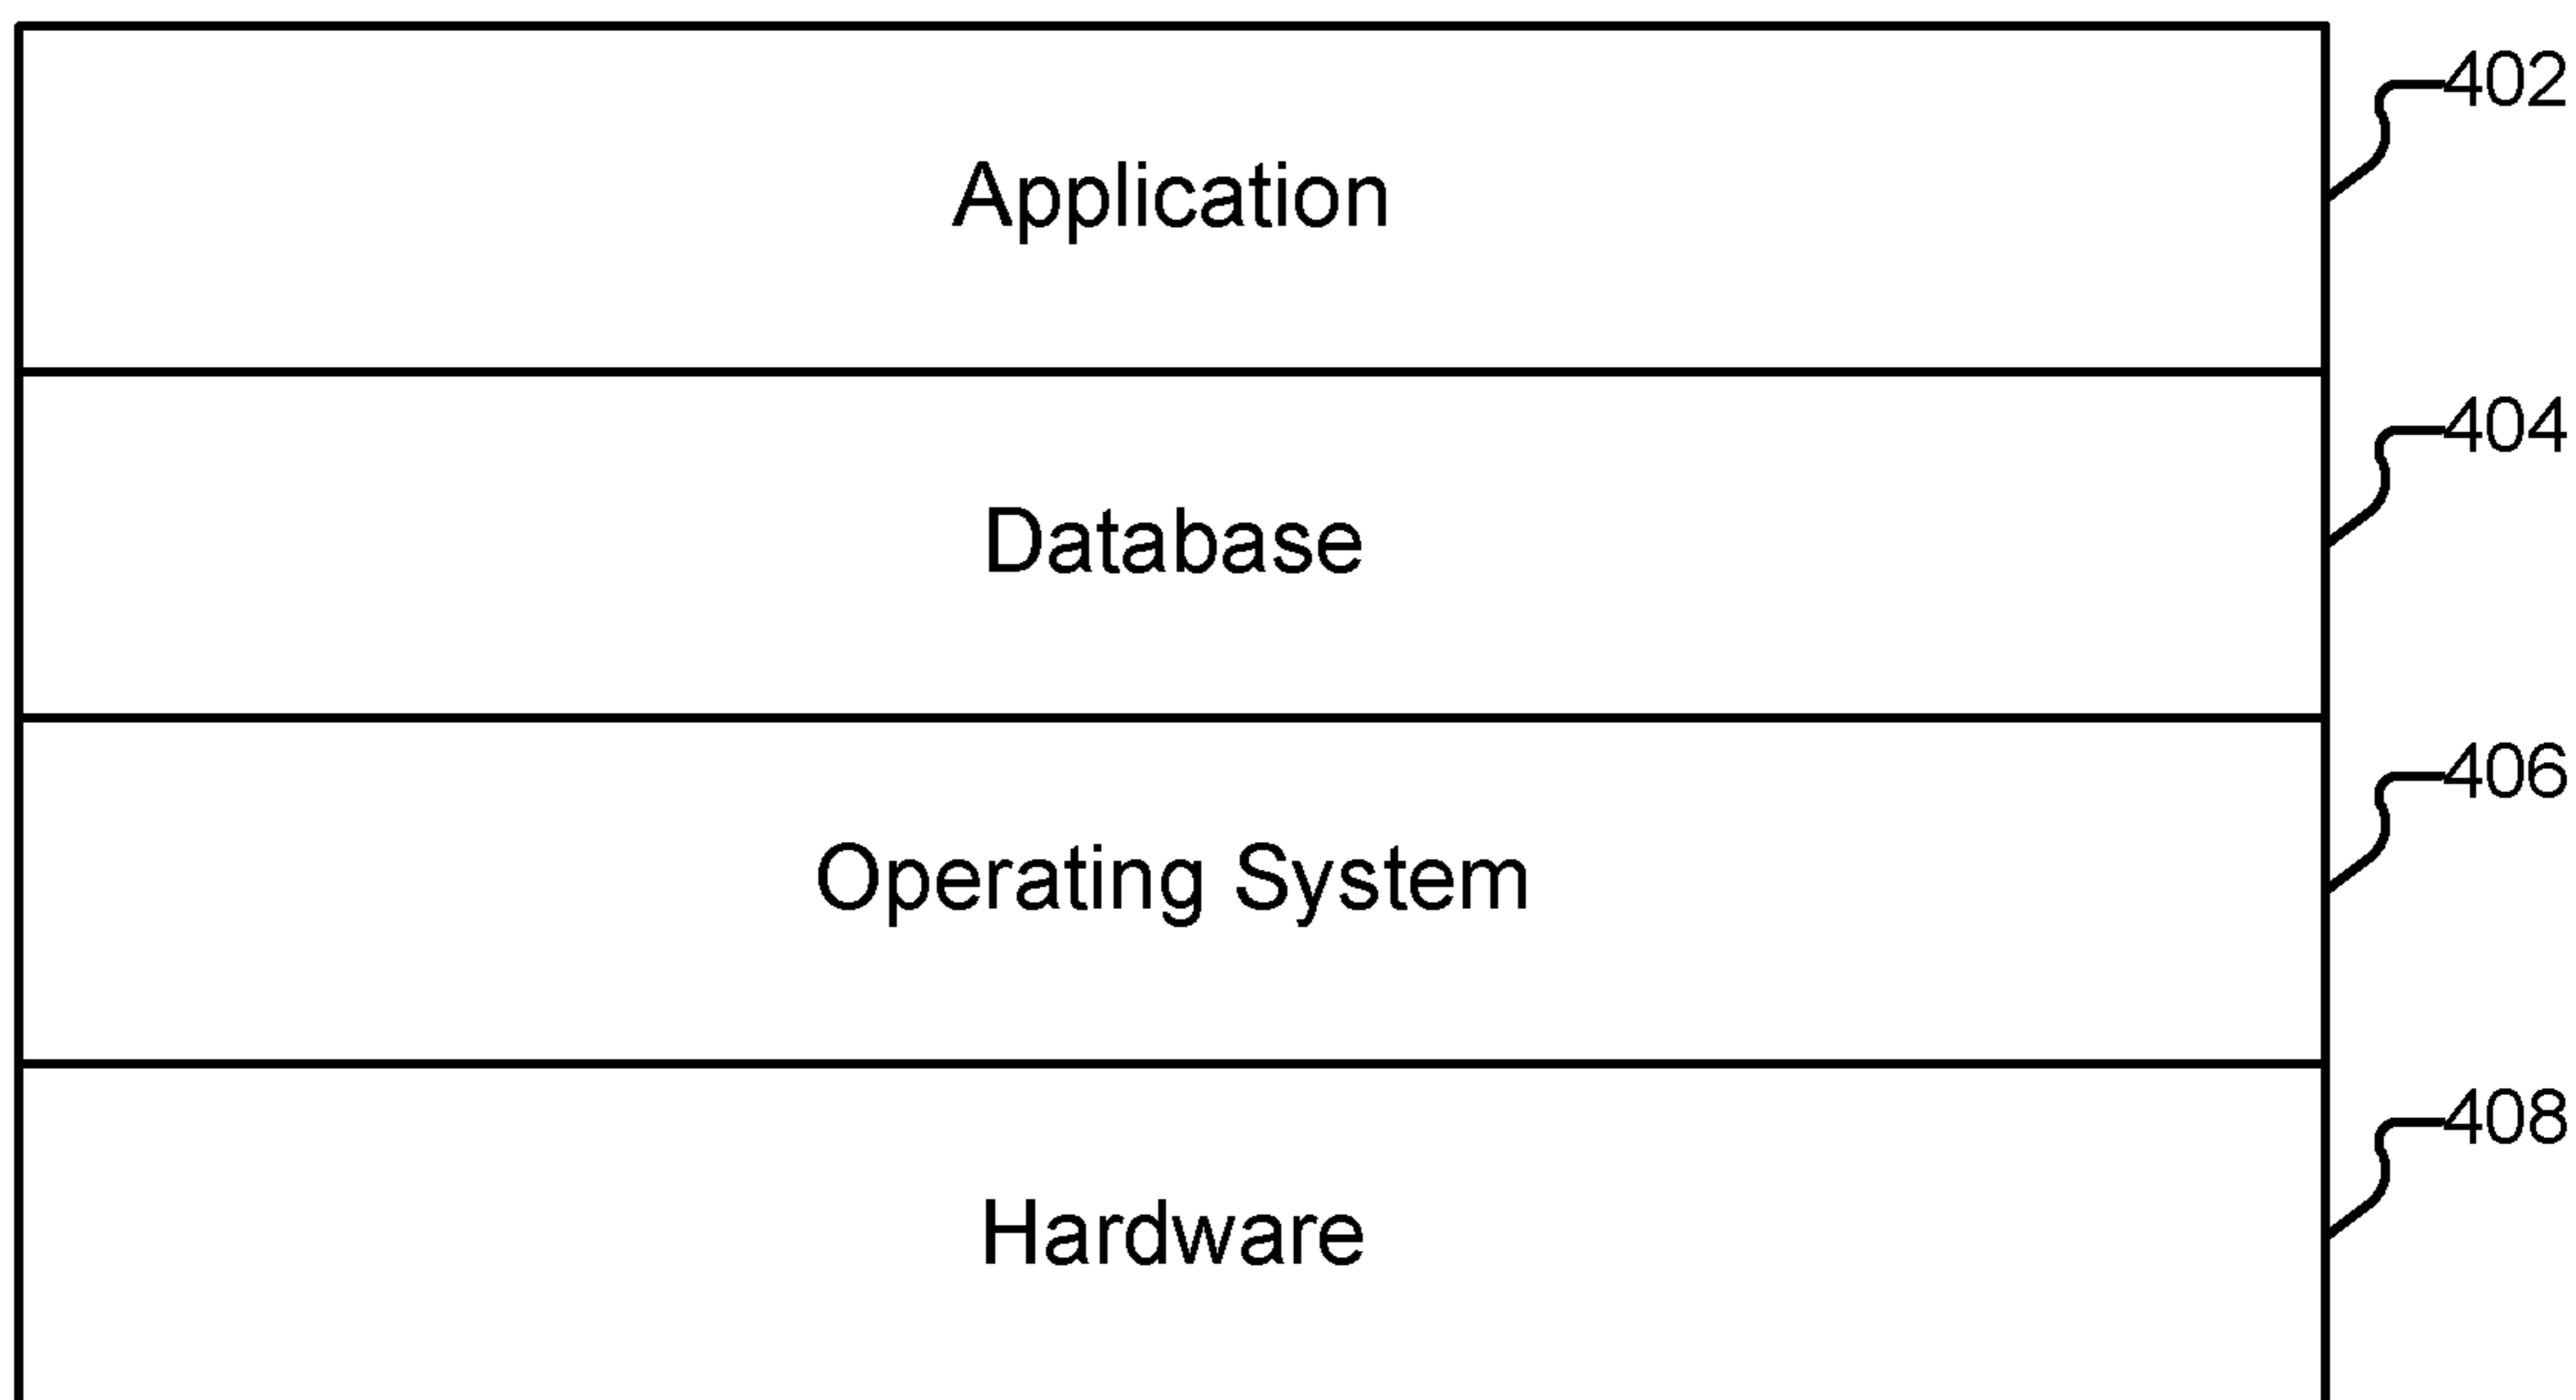 402
Application
404
Database
406
Operating System
408
Hardware